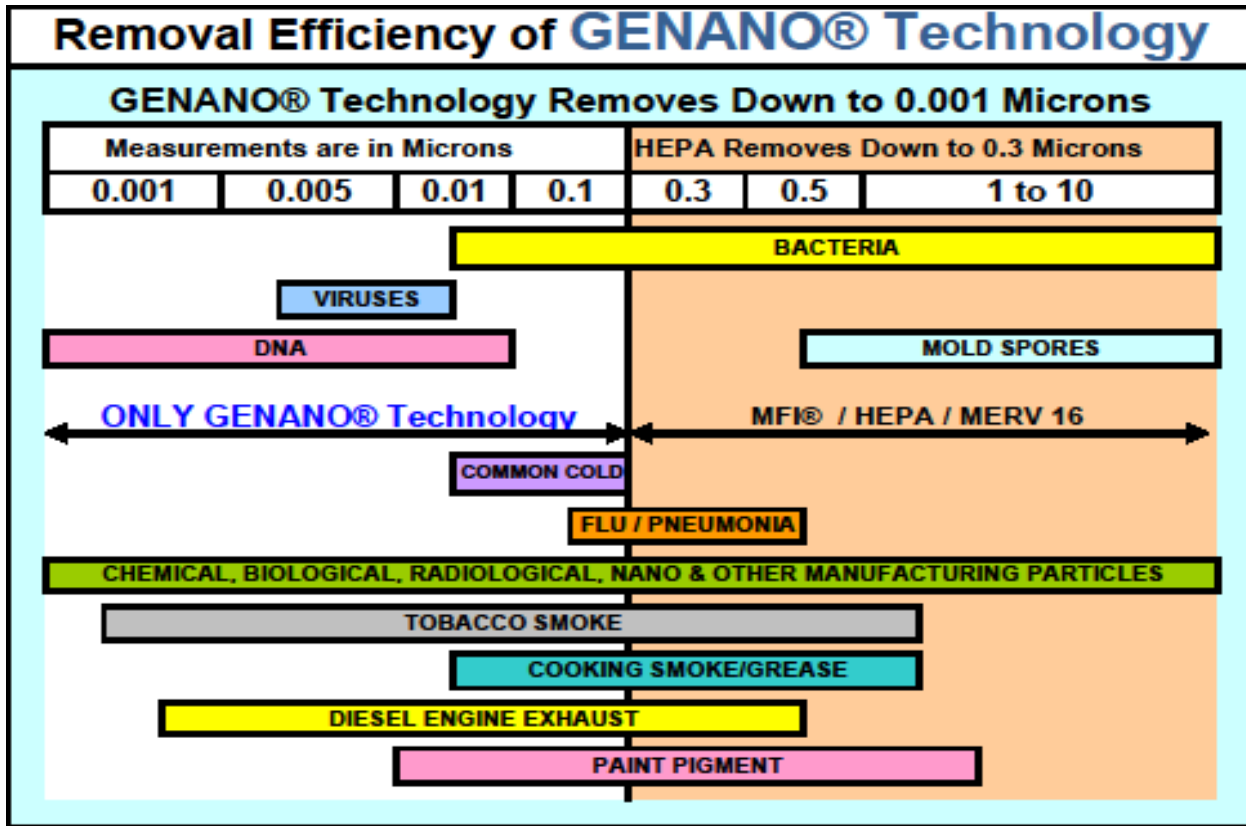 Removal Efficiency of GENANO® Technology
GENANO® Technology Removes Down to 0.001 Microns
Measurements are in Microns
HEPA Removes Down to 0.3 Microns
0.001 0.005 0.01 0.1 0.3 0.5 1 to 10
BACTERIA
VIRUSES
DNA
MOLD SPORES
ONLY GENANO® Technology
MFI® / HEPA / MERV 16
COMMON COLD
FLU / PNEUMONIA
CHEMICAL, BIOLOGICAL, RADIOLOGICAL, NANO & OTHER MANUFACTURING PARTICLES
TOBACCO SMOKE
COOKING SMOKE/GREASE
DIESEL ENGINE EXHAUST
PAINT PIGMENT